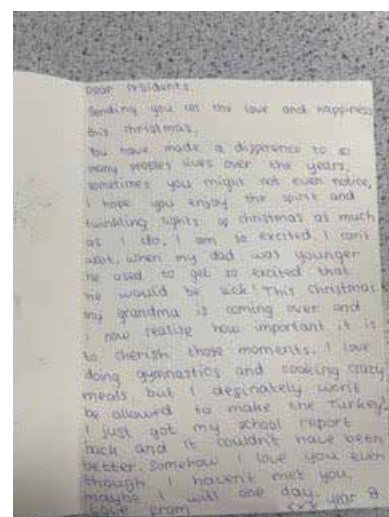 Dear residents,
Sending you all the love and happiness
this christmas.
You have made a difference to so
many peoples lives over the years,
sometimes you might not even notice,
i hope you enjoy the spirit and
twinkling lights of christmas as much
as I do. I am so excited, I can't
wait, when my dad was younger
he used to get so excited that
he would be sick! This christmas
my grandma is coming over and
i now realise how important it is
to cherish those moments. I love
doing gymnastics and cooking crazy
meals, but I definately won't
be allowed to make the Turkey!
I just got my school report
back and it couldn't have been
better. Somehow I love you even
though I haven't met you,
maybe I will one day.
Love from xxx year 8